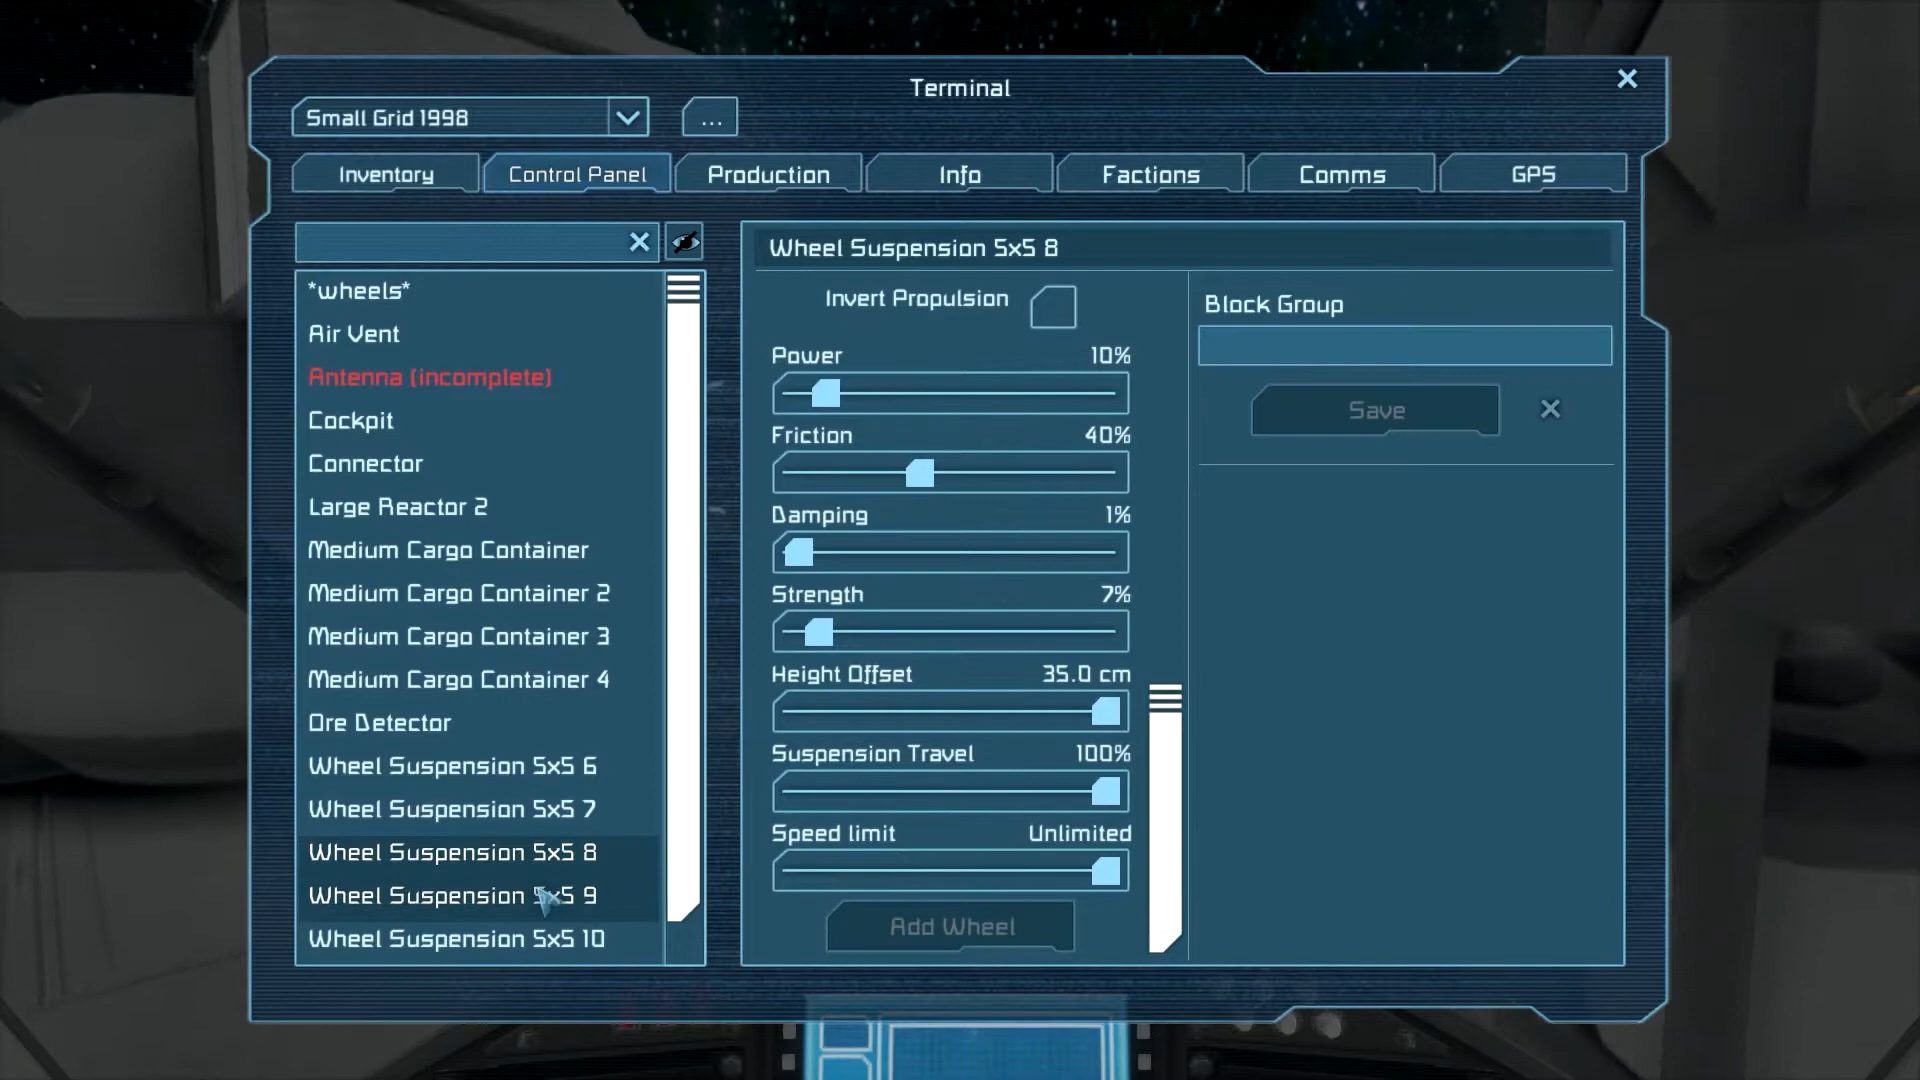 Terminal
Small Grid 1998
...
Inventory
Control Panel
Production
Info
Factions
Comms
GPS
*wheels*
Air Vent
Antenna (incomplete)
Cockpit
Connector
Large Reactor 2
Medium Cargo Container
Medium Cargo Container 2
Medium Cargo Container 3
Medium Cargo Container 4
Ore Detector
Wheel Suspension 5x5 6
Wheel Suspension 5x5 7
Wheel Suspension 5x5 8
Wheel Suspension 5x5 9
Wheel Suspension 5x5 10
Wheel Suspension 5x5 8
Invert Propulsion
Power 10%
Friction 40%
Damping 1%
Strength 7%
Height Offset 35.0 cm
Suspension Travel 100%
Speed limit Unlimited
Add Wheel
Block Group
Save